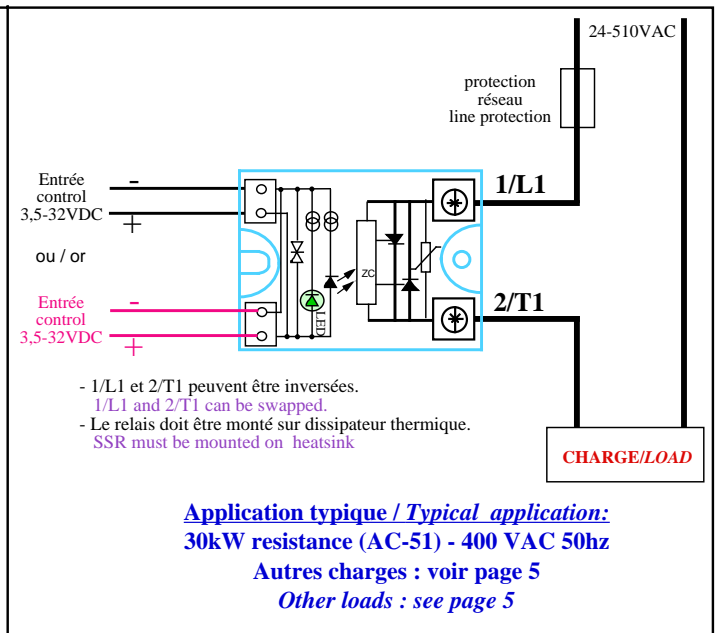 24-510VAC
protection
réseau
line protection
Entrée
control
3,5-32VDC
-
+
1/L1
ou / or
ZC
LED
Entrée
control
3,5-32VDC
-
+
2/T1
- 1/L1 et 2/T1 peuvent être inversées.
1/L1 and 2/T1 can be swapped.
- Le relais doit être monté sur dissipateur thermique.
SSR must be mounted on heatsink
CHARGE/LOAD
Application typique / Typical application:
30kW resistance (AC-51) - 400 VAC 50hz
Autres charges : voir page 5
Other loads : see page 5